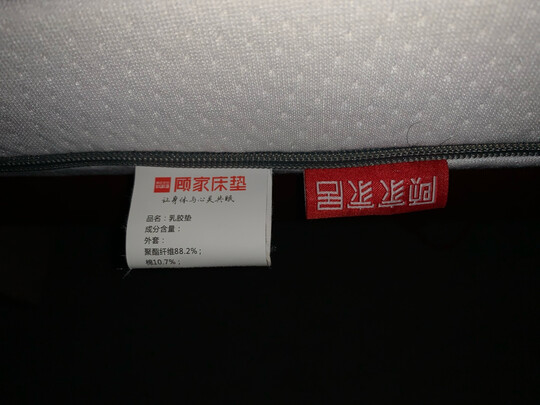 顾家床垫
让身体与心灵共眠
品名：乳胶垫
成分含量：
外套：
聚酯纤维88.2%；
棉10.7%；
顾家家居